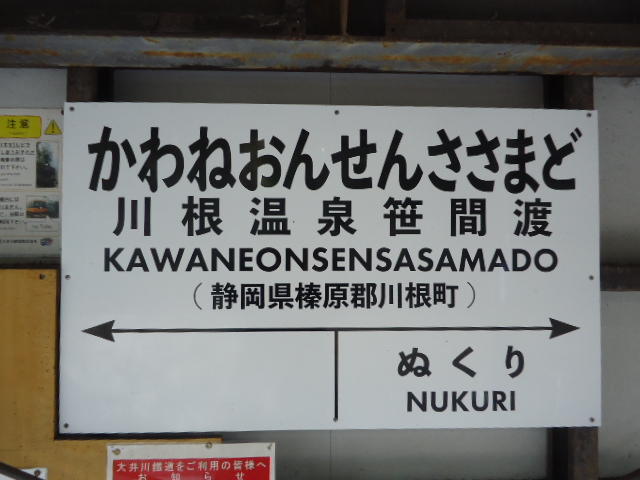 注意
かわねおんせんささまど
川根温泉笹間渡
KAWANEONSENSASAMADO
（静岡県榛原郡川根町）
ぬくり
NUKURI
大井川鐵道をご利用の皆様へ
お知らせ